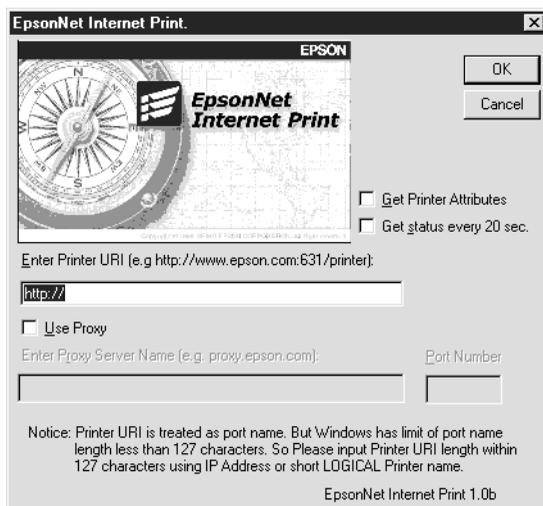 EpsonNet Internet Print.
EPSON
EpsonNet
Internet Print
N
S
OK
Cancel
Get Printer Attributes
Get status every 20 sec.
Enter Printer URI (e.g http://www.epson.com:631/printer):
http://
Use Proxy
Enter Proxy Server Name (e.g. proxy.epson.com):
Port Number
Notice: Printer URI is treated as port name. But Windows has limit of port name
length less than 127 characters. So Please input Printer URI length within
127 characters using IP Address or short LOGICAL Printer name.
EpsonNet Internet Print 1.0b